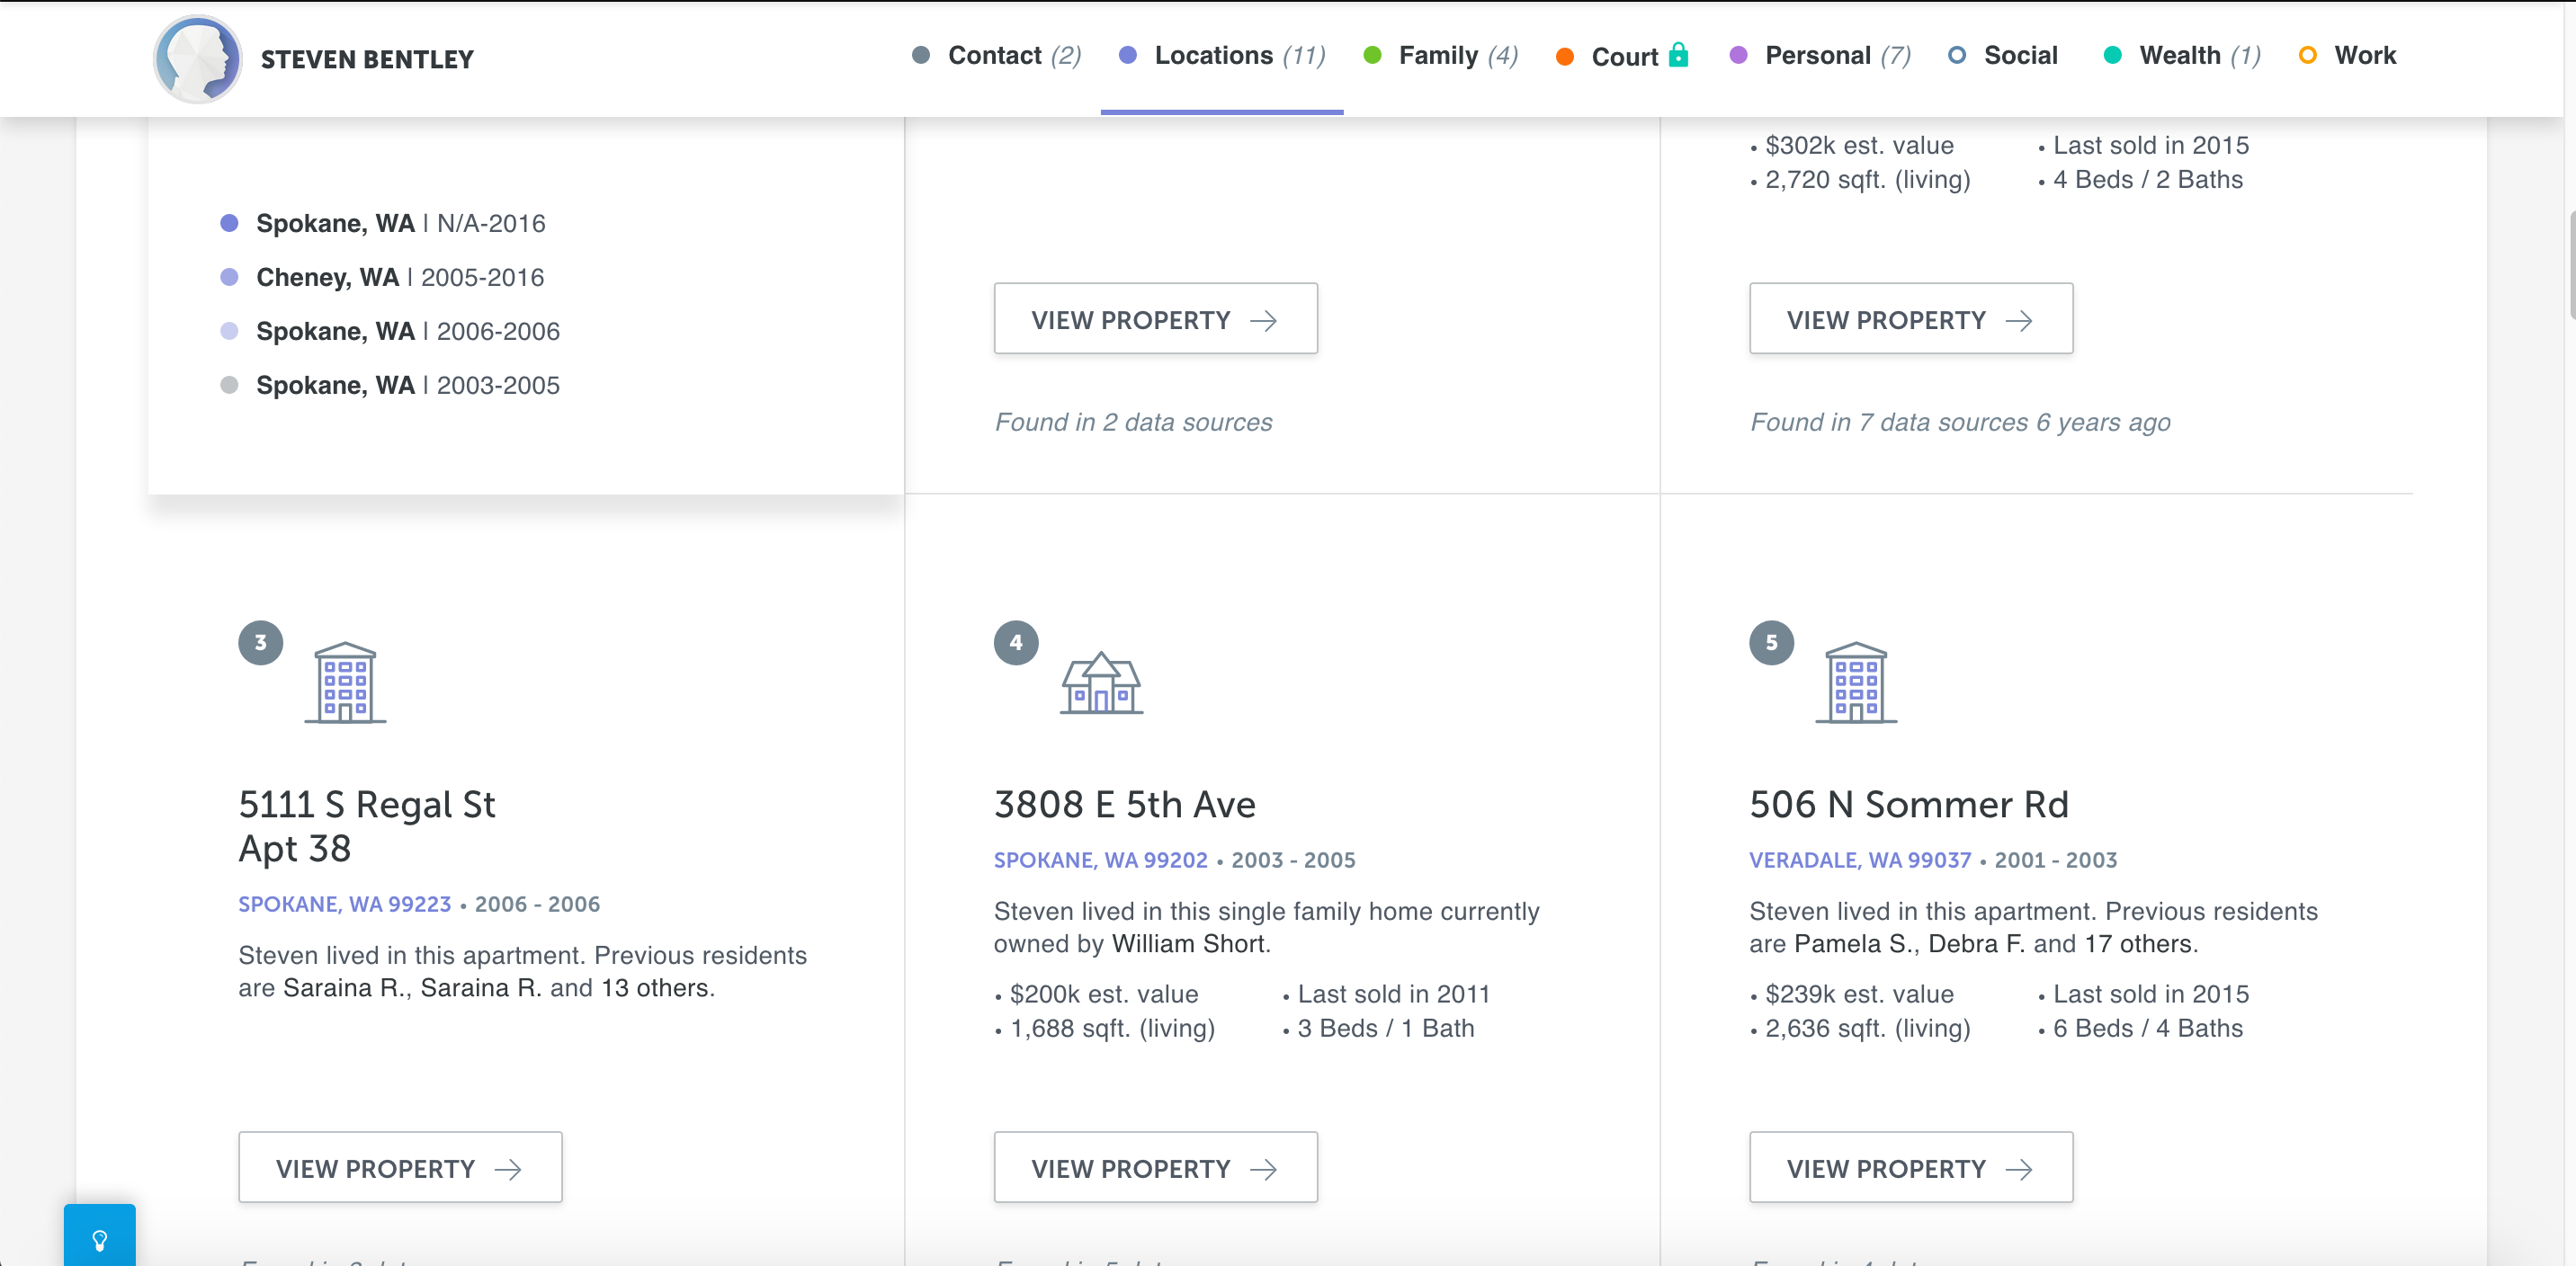 STEVEN BENTLEY
Contact (2)
Locations (11)
Family (4)
Court
Personal (7)
Social
Wealth (1)
Work
Spokane, WA | N/A-2016
Cheney, WA | 2005-2016
Spokane, WA | 2006-2006
Spokane, WA | 2003-2005
VIEW PROPERTY
Found in 2 data sources
• $302k est. value
• Last sold in 2015
• 2,720 sqft. (living)
• 4 Beds / 2 Baths
VIEW PROPERTY
Found in 7 data sources 6 years ago
3
5111 S Regal St
Apt 38
SPOKANE, WA 99223 • 2006 - 2006
Steven lived in this apartment. Previous residents
are Saraina R., Saraina R. and 13 others.
VIEW PROPERTY
4
3808 E 5th Ave
SPOKANE, WA 99202 • 2003 - 2005
Steven lived in this single family home currently
owned by William Short.
• $200k est. value
• Last sold in 2011
• 1,688 sqft. (living)
• 3 Beds / 1 Bath
VIEW PROPERTY
5
506 N Sommer Rd
VERADALE, WA 99037 • 2001 - 2003
Steven lived in this apartment. Previous residents
are Pamela S., Debra F. and 17 others.
• $239k est. value
• Last sold in 2015
• 2,636 sqft. (living)
• 6 Beds / 4 Baths
VIEW PROPERTY